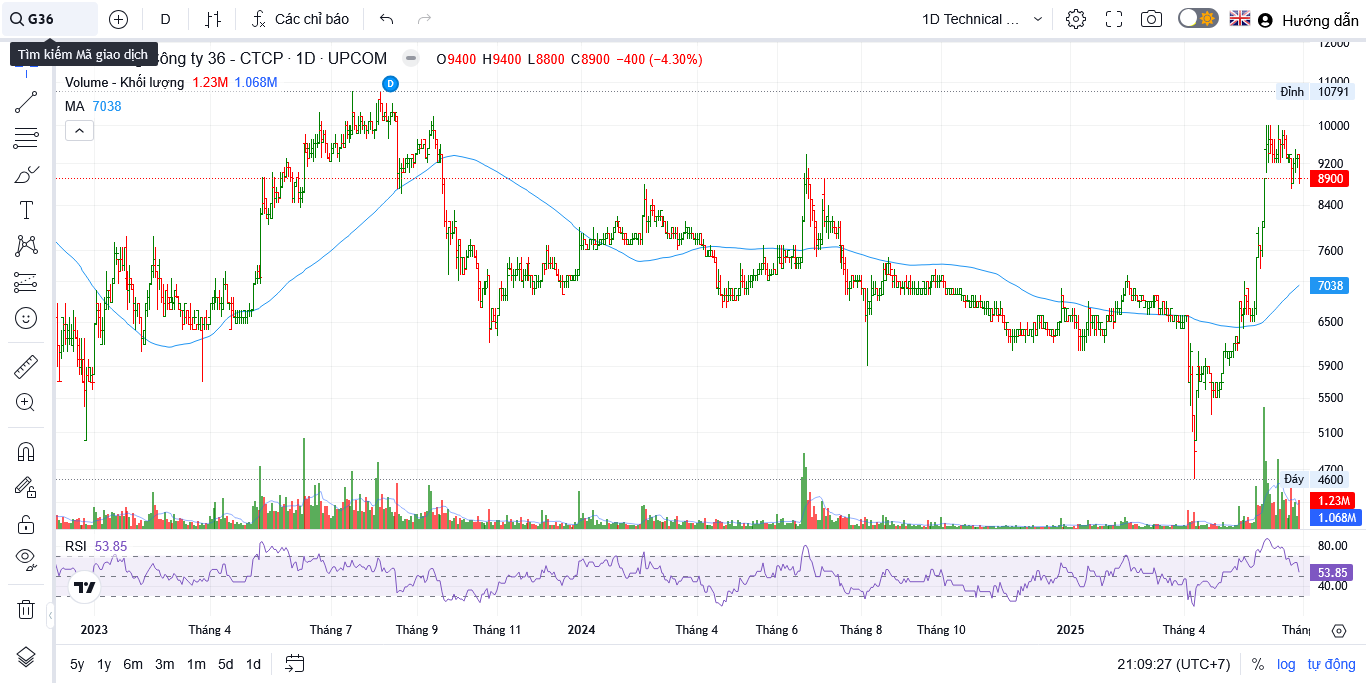 G36
D
Các chỉ báo
1D Technical ...
Hướng dẫn
Tìm kiếm Mã giao dịch
ông ty 36 - CTCP · 1D · UPCOM
O9400 H9400 L8800 C8900 −400 (−4.30%)
Volume - Khối lượng 1.23M 1.068M
D
MA 7038
12000
11000
Đỉnh 10791
10000
9200
8900
8400
7600
7038
6500
5900
5500
5100
4700
Đáy 4600
1.23M
1.068M
RSI 53.85
80.00
53.85
40.00
2023 Tháng 4 Tháng 7 Tháng 9 Tháng 11 2024 Tháng 4 Tháng 6 Tháng 8 Tháng 10 2025 Tháng 4 Thán
5y 1y 6m 3m 1m 5d 1d
21:09:27 (UTC+7) % log tự động